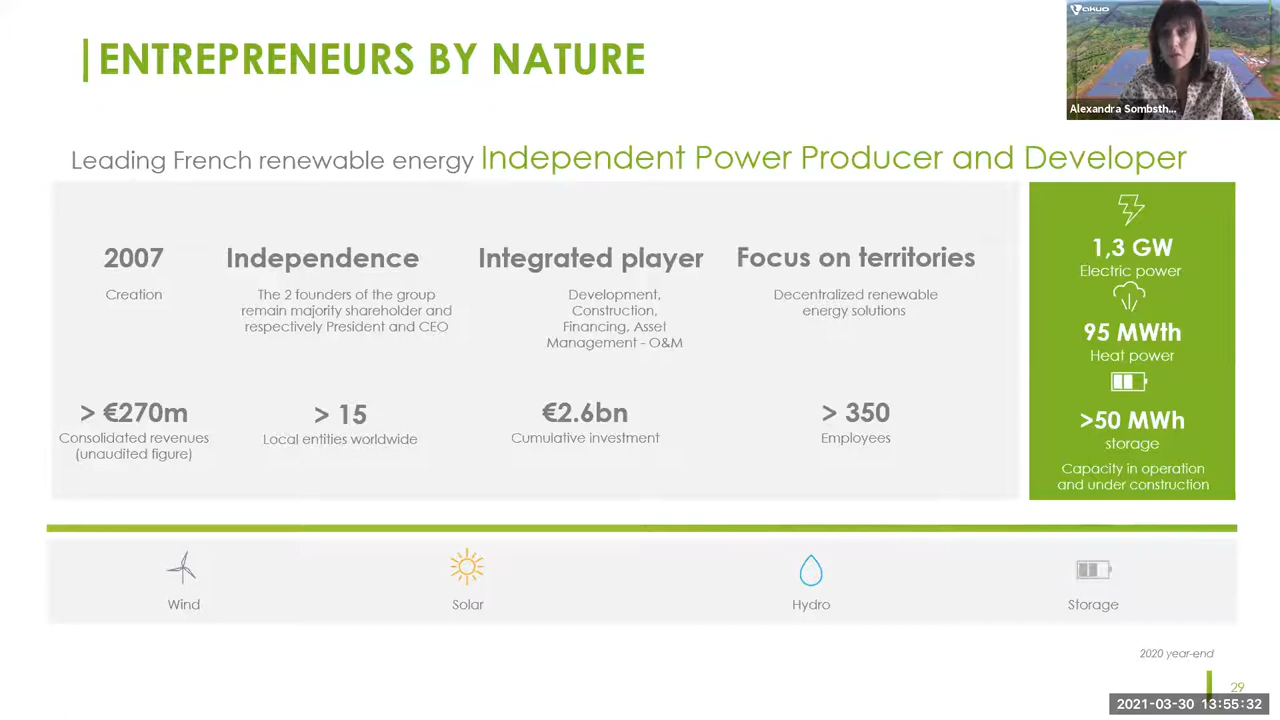 |ENTREPRENEURS BY NATURE
akuo
Alexandra Sombsth...
Leading French renewable energy Independent Power Producer and Developer
2007
Creation
Independence
The 2 founders of the group
remain majority shareholder and
respectively President and CEO
Integrated player
Development,
Construction,
Financing, Asset
Management - O&M
Focus on territories
Decentralized renewable
energy solutions
> €270m
Consolidated revenues
(unaudited figure)
> 15
Local entities worldwide
€2.6bn
Cumulative investment
> 350
Employees
1,3 GW
Electric power
95 MWth
Heat power
>50 MWh
storage
Capacity in operation
and under construction
Wind
Solar
Hydro
Storage
2020 year-end
29
2021-03-30 13:55:32